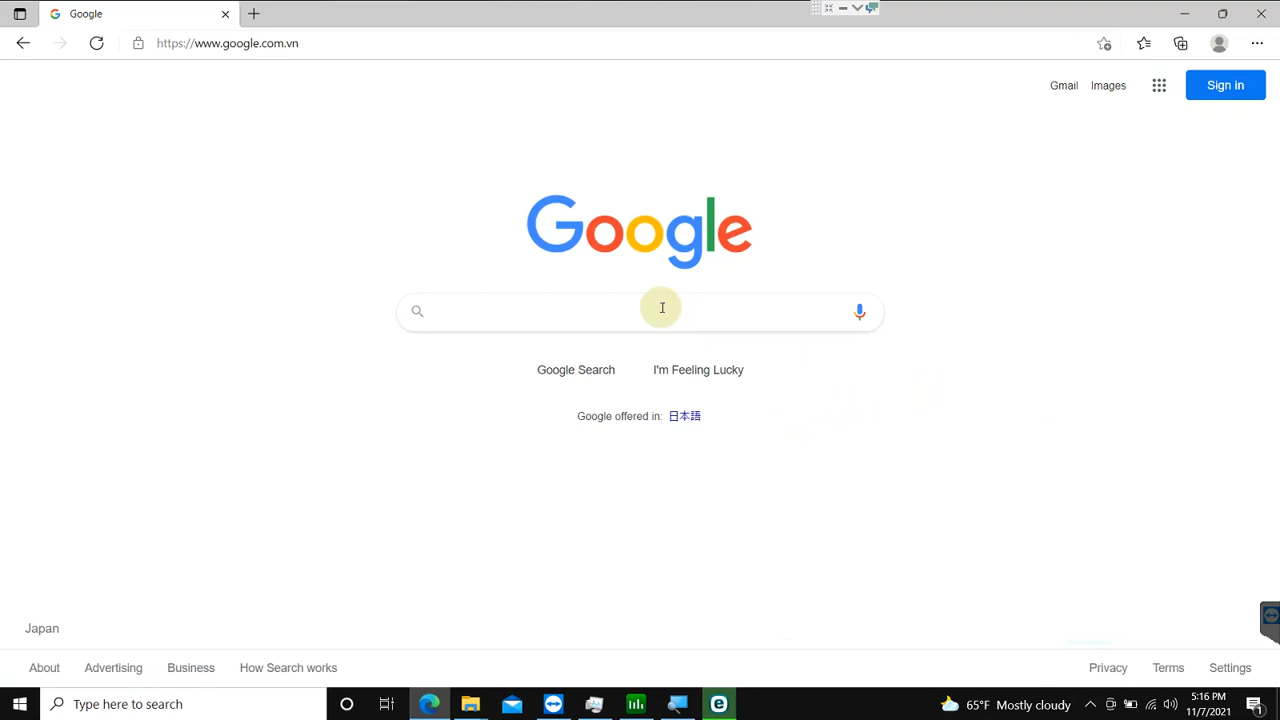 Google
https://www.google.com.vn
Gmail Images Sign in
Google
Google Search I'm Feeling Lucky
Google offered in: 日本語
Japan
About Advertising Business How Search works Privacy Terms Settings
Type here to search 65°F Mostly cloudy 5:16 PM
11/7/2021
1